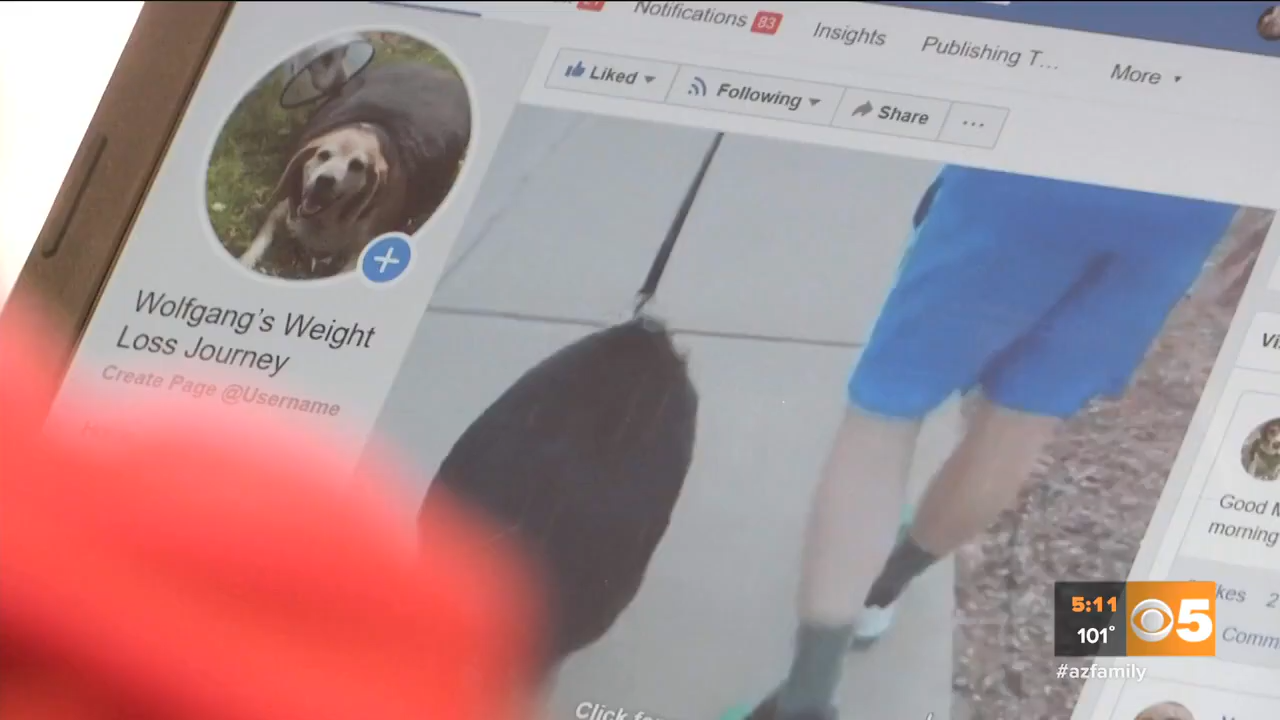 Notifications 83
Insights
Publishing T...
More
Liked
Following
Share
...
Wolfgang's Weight
Loss Journey
Create Page @Username
Good
morning
5:11
101°
5
#azfamily